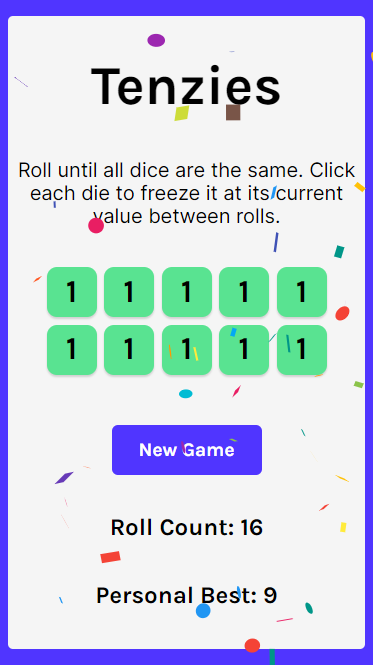 Tenzies
Roll until all dice are the same. Click
each die to freeze it at its current
value between rolls.
1 1 1 1 1
1 1 1 1 1
New Game
Roll Count: 16
Personal Best: 9